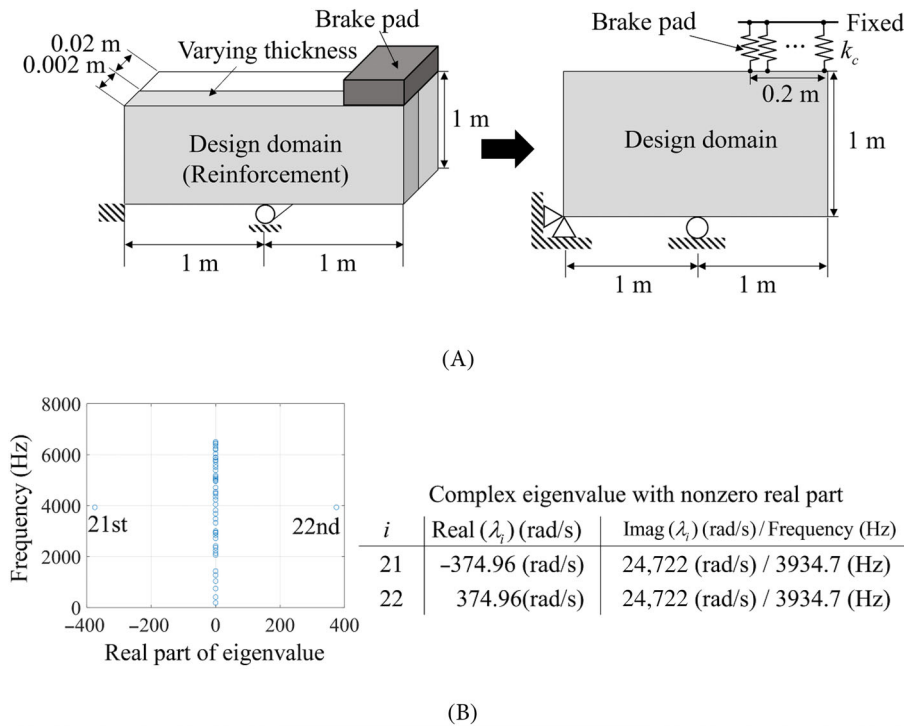 Brake pad
0.02 m
0.002 m
Varying thickness
Design domain
(Reinforcement)
1 m
1 m
1 m
Brake pad
Fixed
...
k_c
0.2 m
Design domain
1 m
1 m
1 m
(A)
8000
6000
4000
2000
0
Frequency (Hz)
21st
22nd
−400 −200 0 200 400
Real part of eigenvalue
Complex eigenvalue with nonzero real part
i Real (λ_i) (rad/s) Imag (λ_i) (rad/s) / Frequency (Hz)
21 −374.96 (rad/s) 24,722 (rad/s) / 3934.7 (Hz)
22 374.96(rad/s) 24,722 (rad/s) / 3934.7 (Hz)
(B)